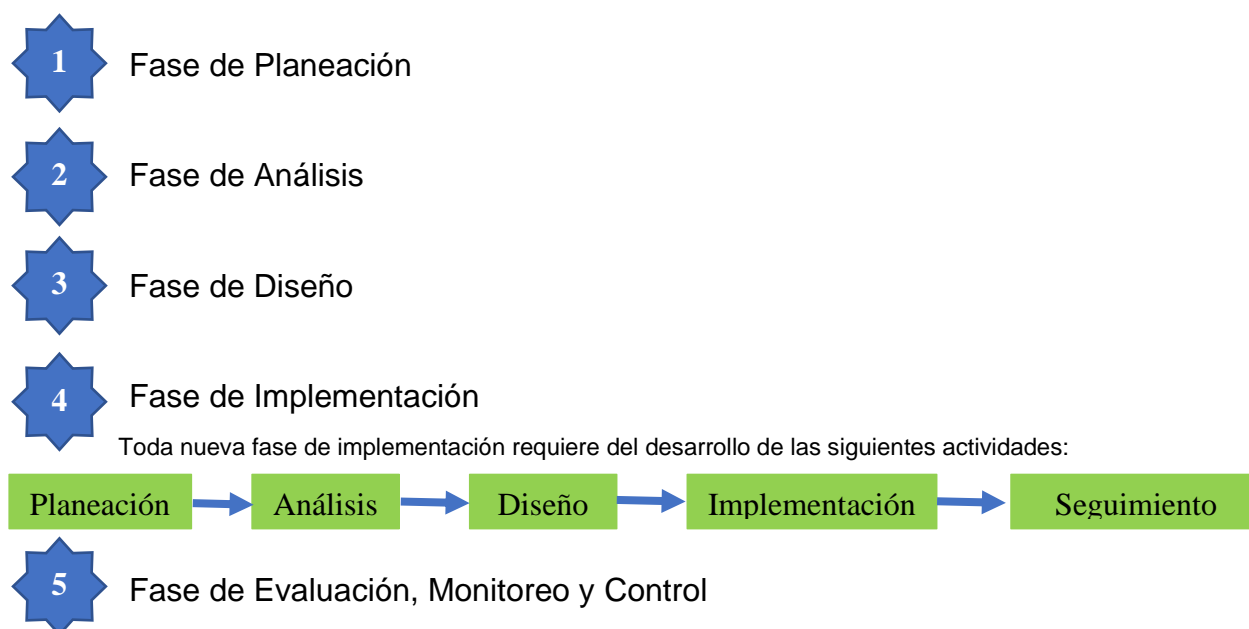 1 Fase de Planeación
2 Fase de Análisis
3 Fase de Diseño
4 Fase de Implementación
Toda nueva fase de implementación requiere del desarrollo de las siguientes actividades:
Planeación Análisis Diseño Implementación Seguimiento
5 Fase de Evaluación, Monitoreo y Control